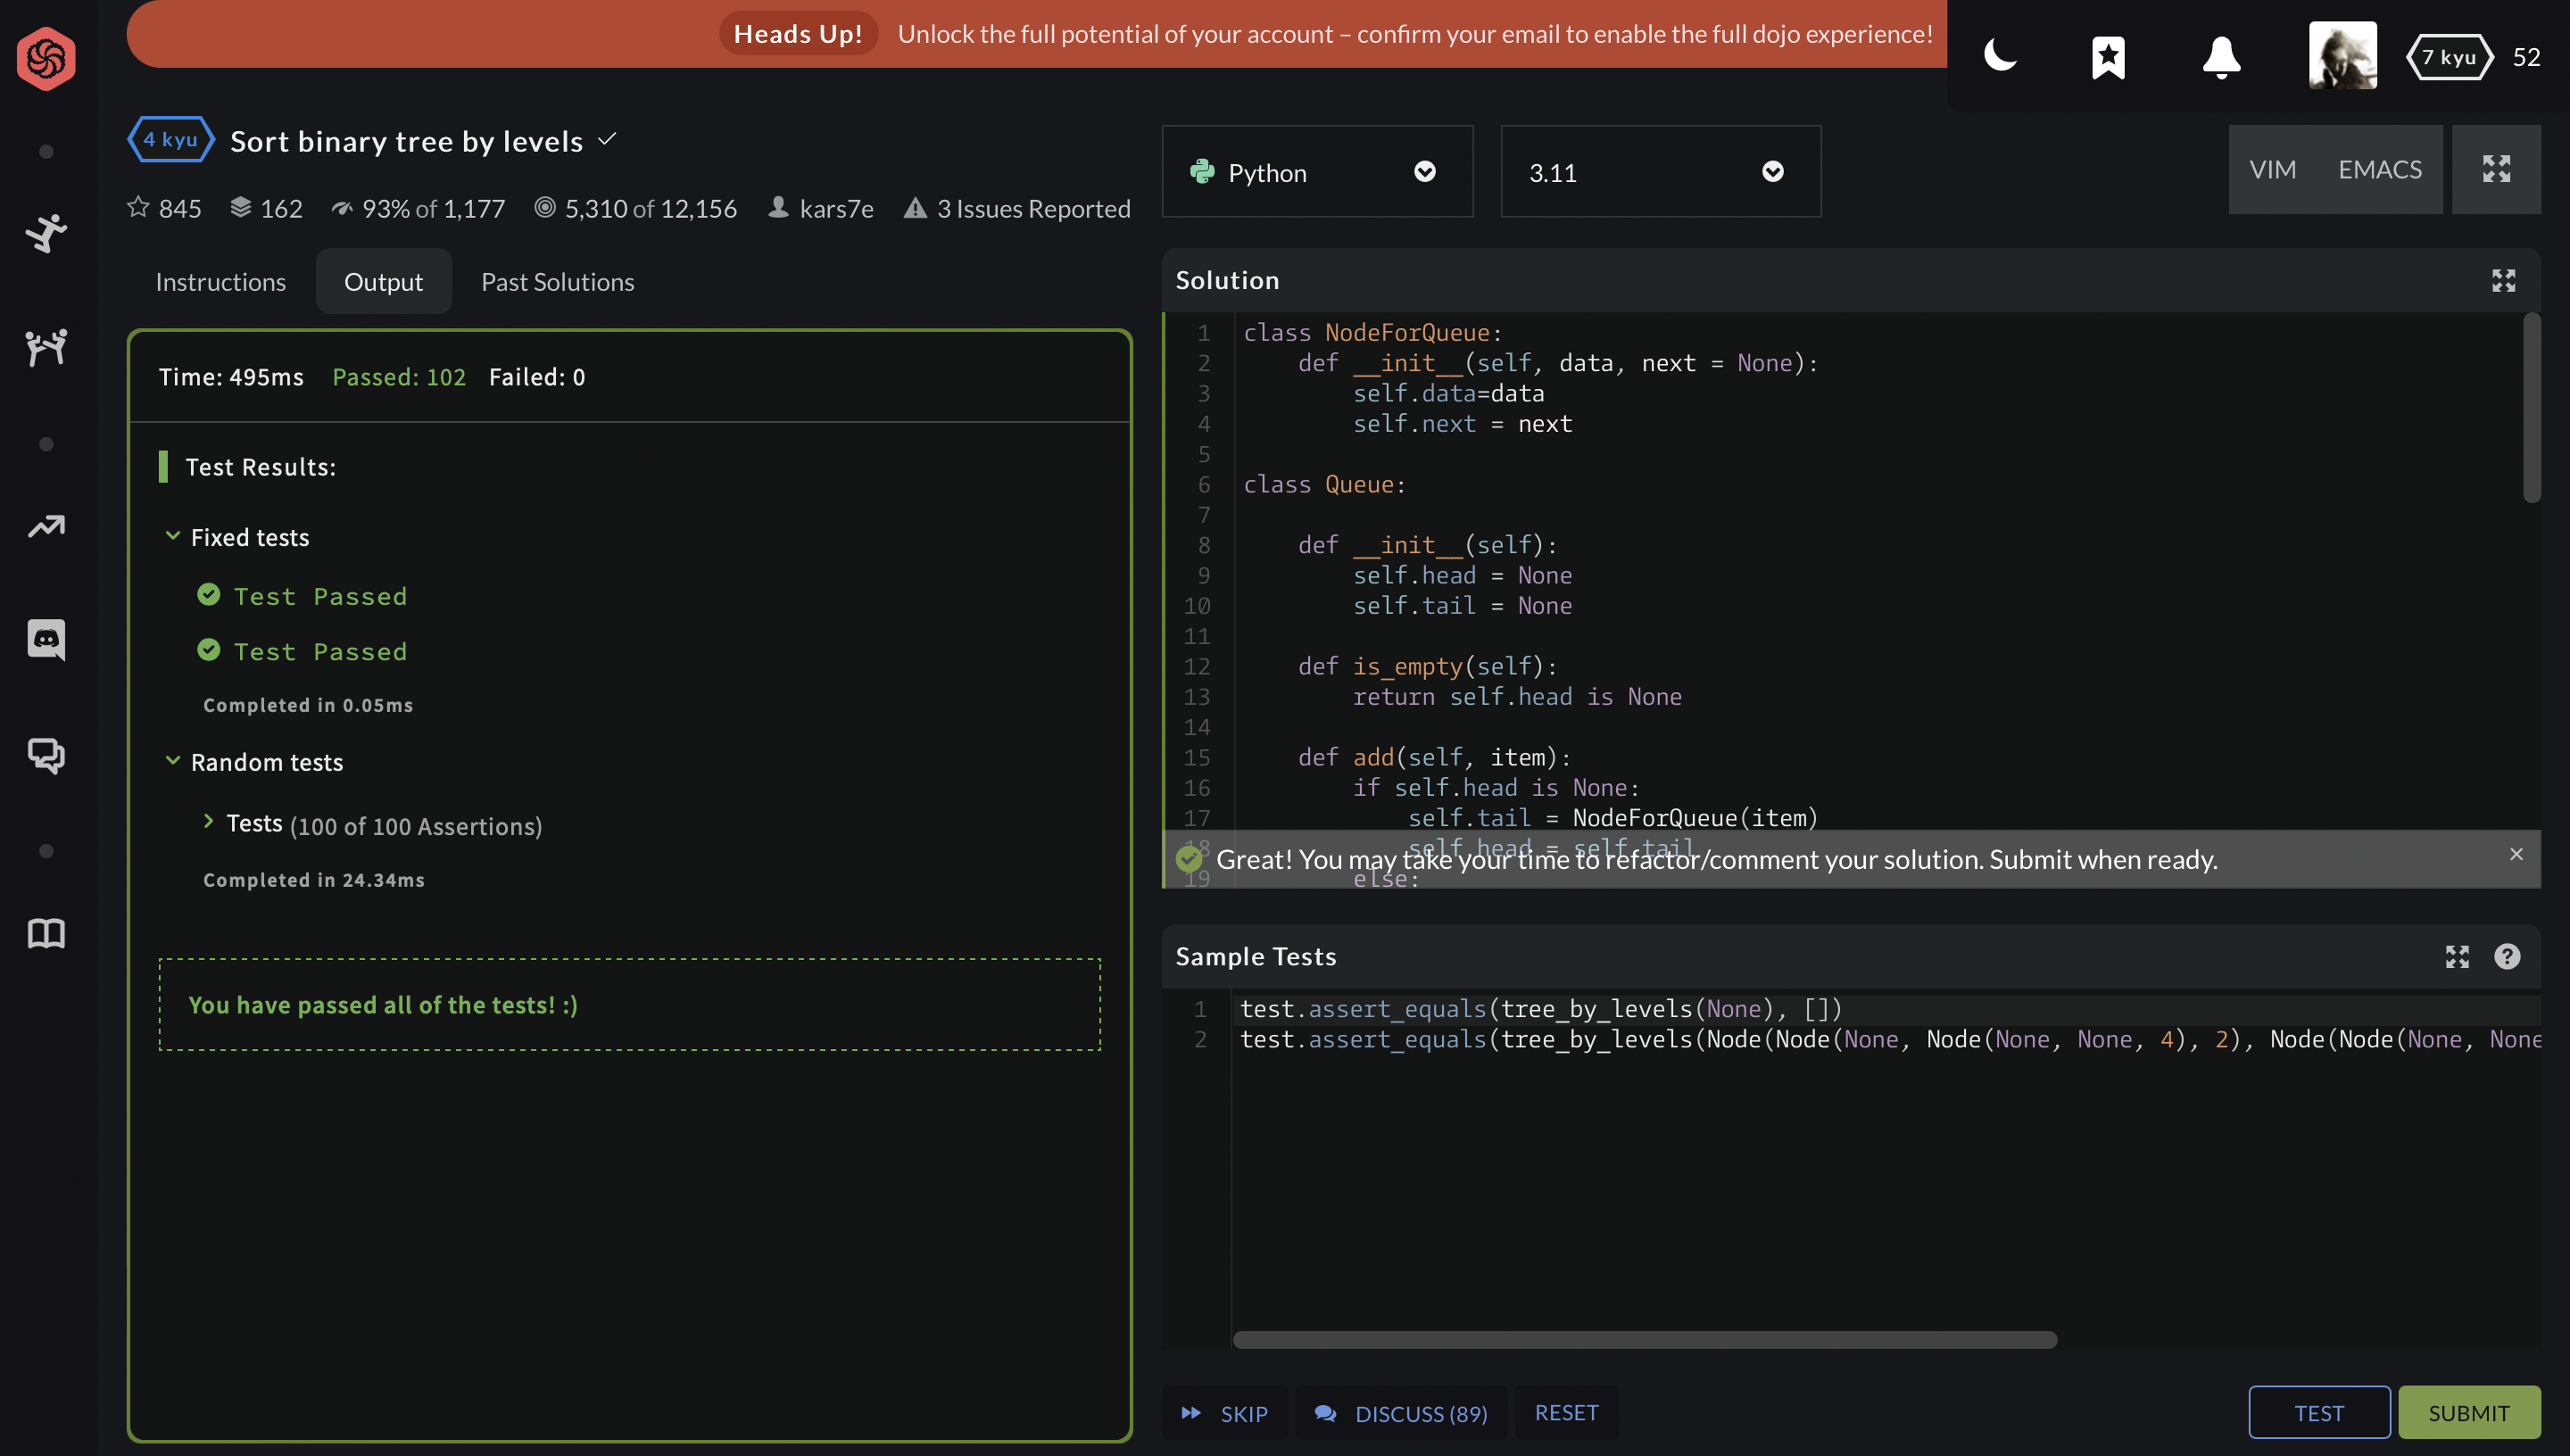 Heads Up! Unlock the full potential of your account – confirm your email to enable the full dojo experience!
7 kyu 52
4 kyu Sort binary tree by levels
845 162 93% of 1,177 5,310 of 12,156 kars7e 3 Issues Reported
Instructions Output Past Solutions
Time: 495ms Passed: 102 Failed: 0
Test Results:
Fixed tests
Test Passed
Test Passed
Completed in 0.05ms
Random tests
Tests (100 of 100 Assertions)
Completed in 24.34ms
You have passed all of the tests! :)
Python 3.11 VIM EMACS
Solution
1 class NodeForQueue:
2     def __init__(self, data, next = None):
3         self.data=data
4         self.next = next
5
6 class Queue:
7
8     def __init__(self):
9         self.head = None
10         self.tail = None
11
12     def is_empty(self):
13         return self.head is None
14
15     def add(self, item):
16         if self.head is None:
17             self.tail = NodeForQueue(item)
18             self.head = self.tail
19         else:
Great! You may take your time to refactor/comment your solution. Submit when ready.
Sample Tests
1 test.assert_equals(tree_by_levels(None), [])
2 test.assert_equals(tree_by_levels(Node(Node(None, Node(None, None, 4), 2), Node(Node(None, None
SKIP DISCUSS (89) RESET TEST SUBMIT